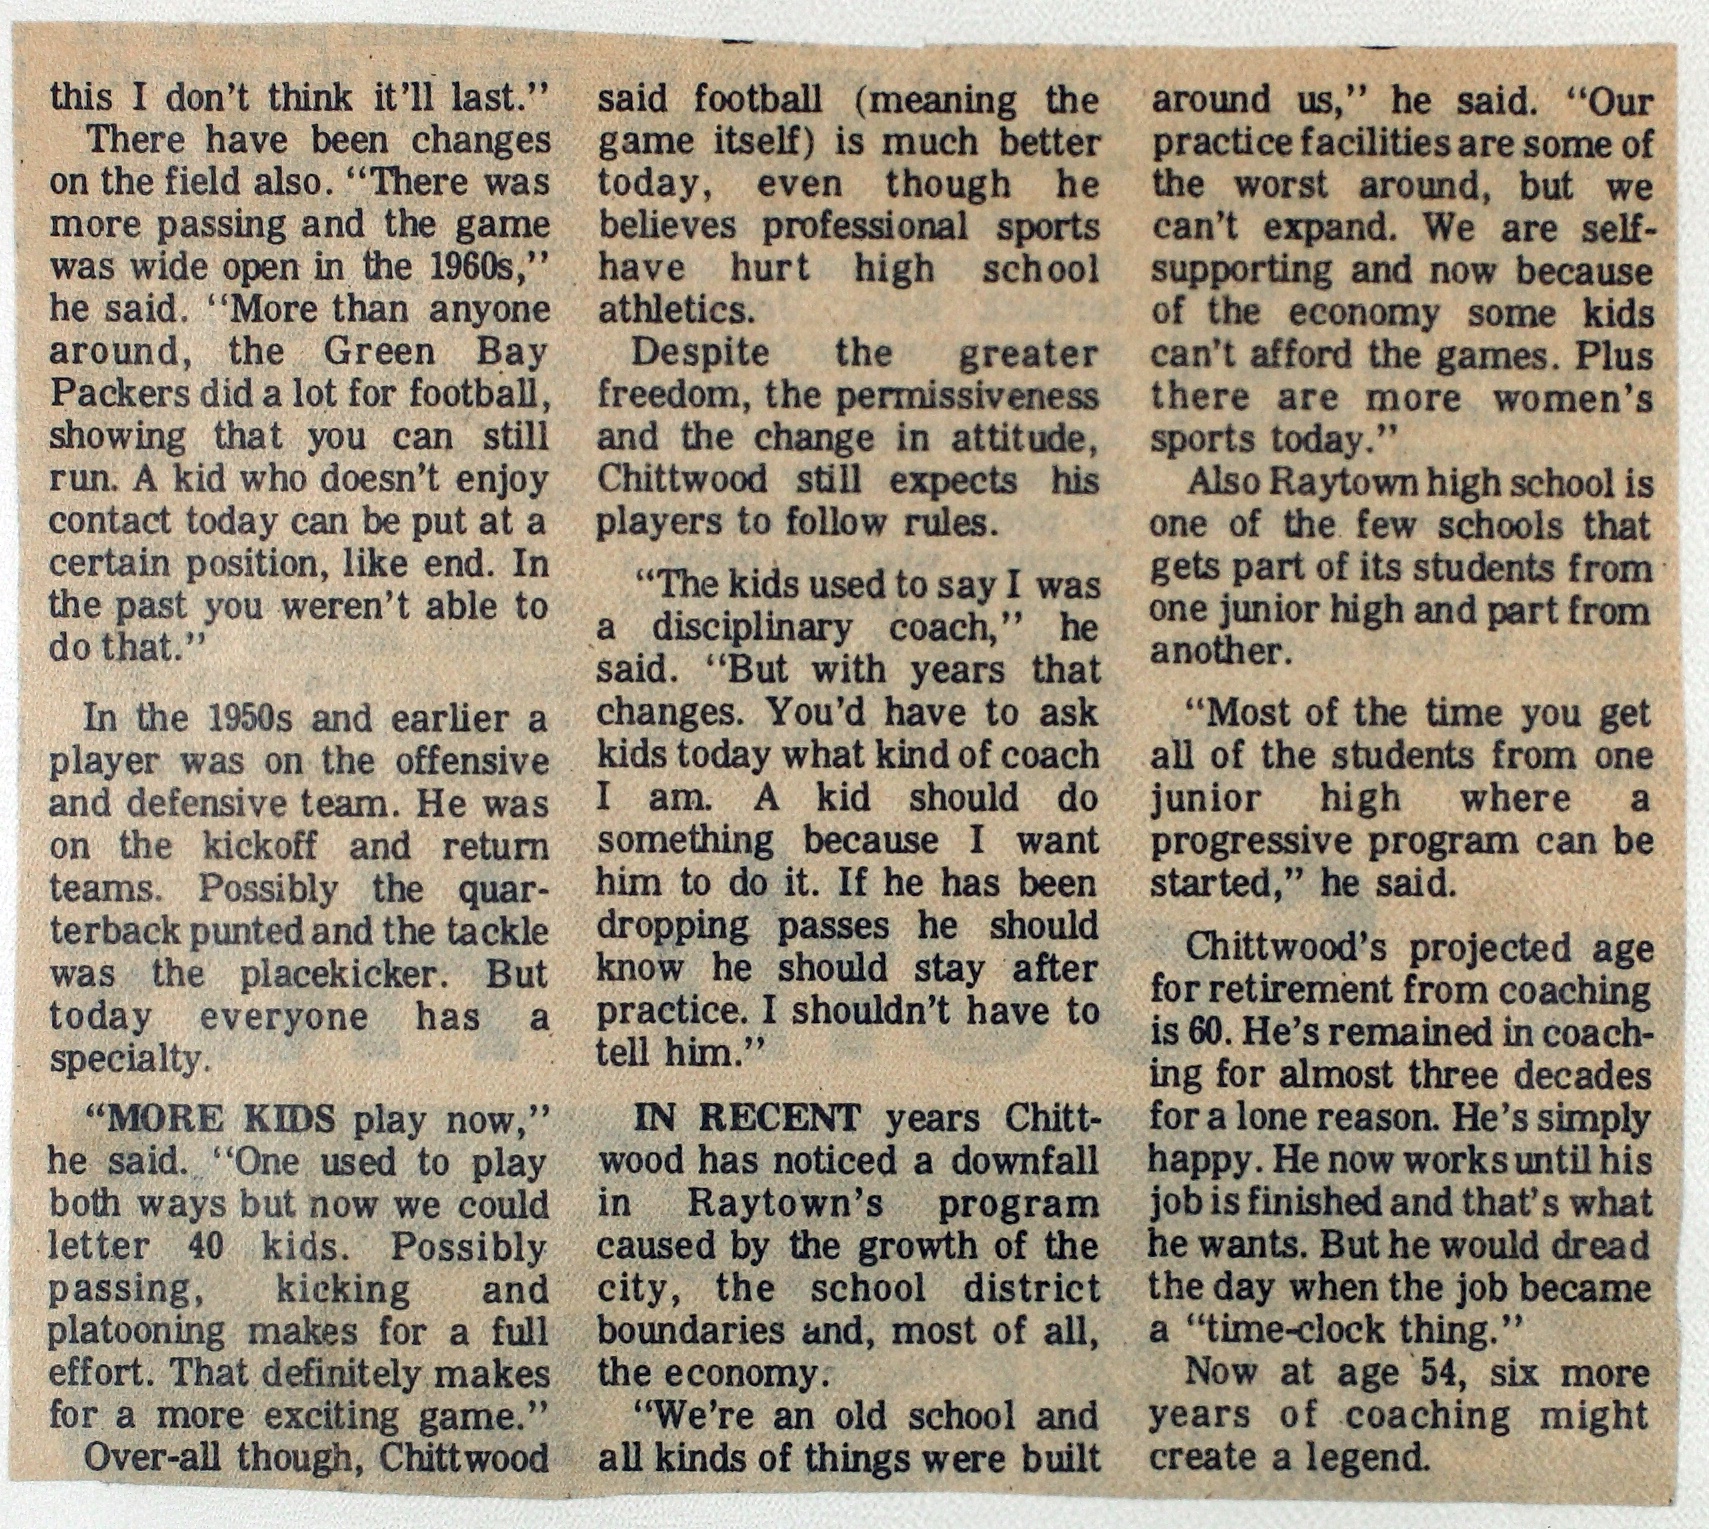 this I don't think it'll last."
There have been changes
on the field also. "There was
more passing and the game
was wide open in the 1960s,"
he said. "More than anyone
around, the Green Bay
Packers did a lot for football,
showing that you can still
run. A kid who doesn't enjoy
contact today can be put at a
certain position, like end. In
the past you weren't able to
do that."
In the 1950s and earlier a
player was on the offensive
and defensive team. He was
on the kickoff and return
teams. Possibly the quar-
terback punted and the tackle
was the placekicker. But
today everyone has a
specialty.
"MORE KIDS play now,"
he said. "One used to play
both ways but now we could
letter 40 kids. Possibly
passing, kicking and
platooning makes for a full
effort. That definitely makes
for a more exciting game."
Over-all though, Chittwood
said football (meaning the
game itself) is much better
today, even though he
believes professional sports
have hurt high school
athletics.
Despite the greater
freedom, the permissiveness
and the change in attitude,
Chittwood still expects his
players to follow rules.
"The kids used to say I was
a disciplinary coach," he
said. "But with years that
changes. You'd have to ask
kids today what kind of coach
I am. A kid should do
something because I want
him to do it. If he has been
dropping passes he should
know he should stay after
practice. I shouldn't have to
tell him."
IN RECENT years Chitt-
wood has noticed a downfall
in Raytown's program
caused by the growth of the
city, the school district
boundaries and, most of all,
the economy.
"We're an old school and
all kinds of things were built
around us," he said. "Our
practice facilities are some of
the worst around, but we
can't expand. We are self-
supporting and now because
of the economy some kids
can't afford the games. Plus
there are more women's
sports today."
Also Raytown high school is
one of the few schools that
gets part of its students from
one junior high and part from
another.
"Most of the time you get
all of the students from one
junior high where a
progressive program can be
started," he said.
Chittwood's projected age
for retirement from coaching
is 60. He's remained in coach-
ing for almost three decades
for a lone reason. He's simply
happy. He now works until his
job is finished and that's what
he wants. But he would dread
the day when the job became
a "time-clock thing."
Now at age 54, six more
years of coaching might
create a legend.